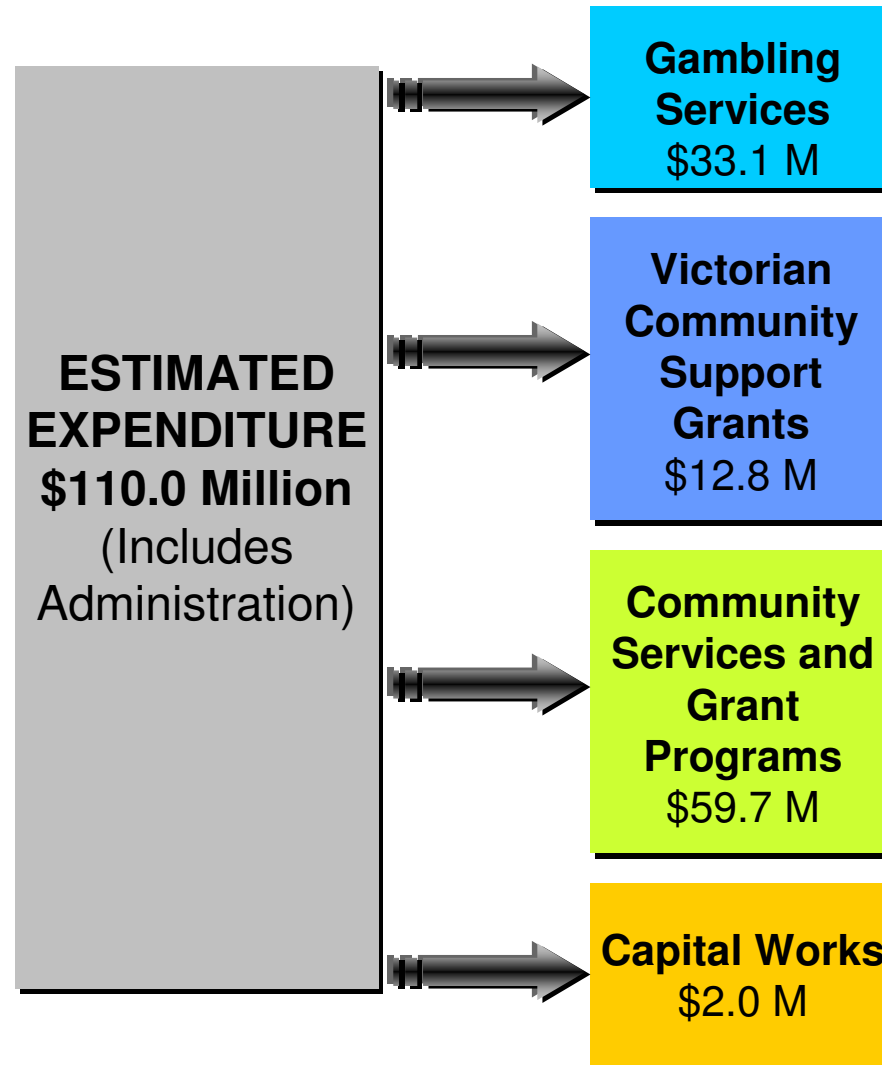 ESTIMATED
EXPENDITURE
$110.0 Million
(Includes
Administration)
Gambling
Services
$33.1 M
Victorian
Community
Support
Grants
$12.8 M
Community
Services and
Grant
Programs
$59.7 M
Capital Works
$2.0 M